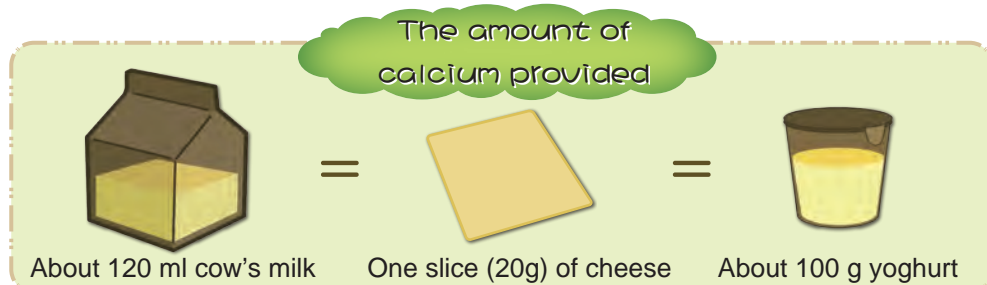 The amount of
calcium provided
=
=
About 120 ml cow's milk
One slice (20g) of cheese
About 100 g yoghurt